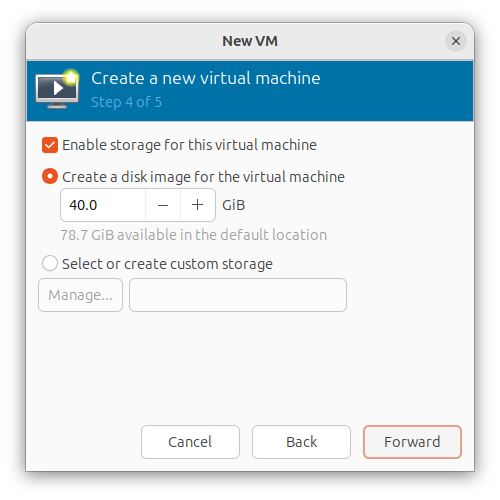 New VM
Create a new virtual machine
Step 4 of 5
Enable storage for this virtual machine
Create a disk image for the virtual machine
40.0 − + GiB
78.7 GiB available in the default location
Select or create custom storage
Manage...
Cancel Back Forward